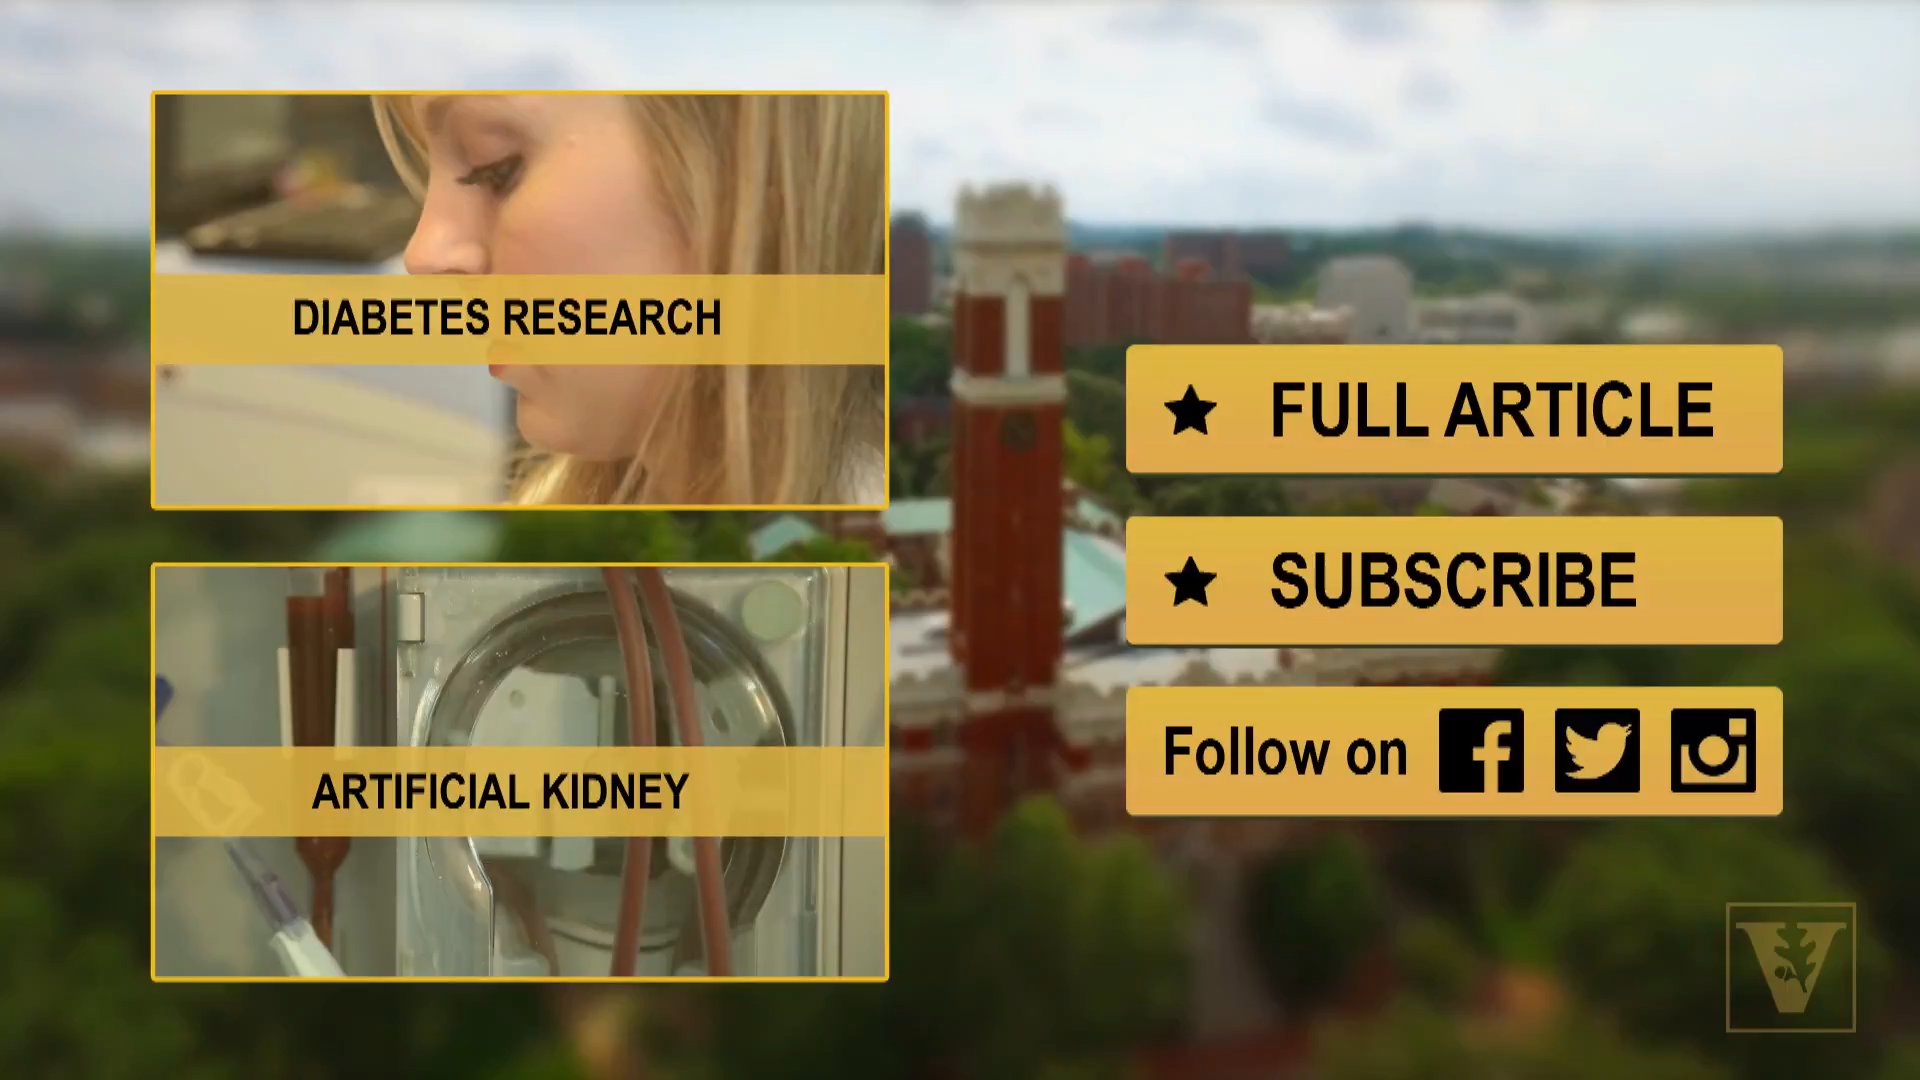 DIABETES RESEARCH
ARTIFICIAL KIDNEY
FULL ARTICLE
SUBSCRIBE
Follow on
V